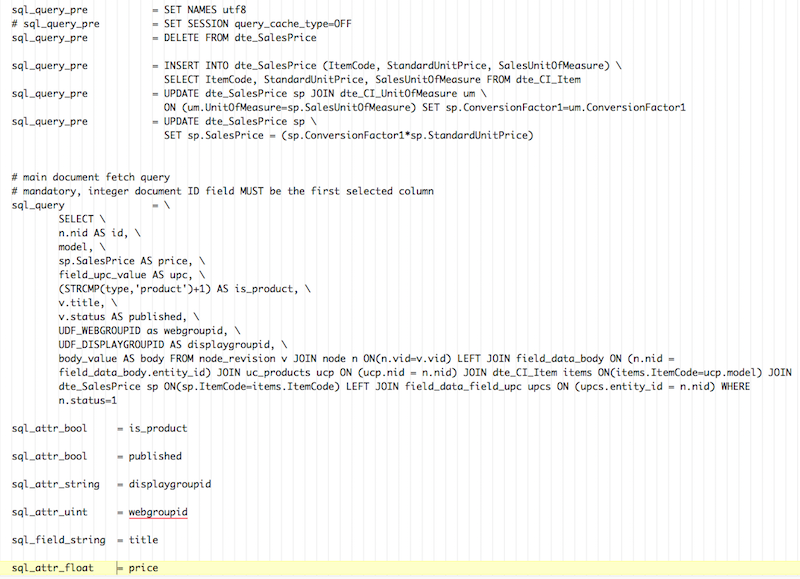 sql_query_pre = SET NAMES utf8
# sql_query_pre = SET SESSION query_cache_type=OFF
sql_query_pre = DELETE FROM dte_SalesPrice
sql_query_pre = INSERT INTO dte_SalesPrice (ItemCode, StandardUnitPrice, SalesUnitOfMeasure) \
SELECT ItemCode, StandardUnitPrice, SalesUnitOfMeasure FROM dte_CI_Item
sql_query_pre = UPDATE dte_SalesPrice sp JOIN dte_CI_UnitOfMeasure um \
ON (um.UnitOfMeasure=sp.SalesUnitOfMeasure) SET sp.ConversionFactor1=um.ConversionFactor1
sql_query_pre = UPDATE dte_SalesPrice sp \
SET sp.SalesPrice = (sp.ConversionFactor1*sp.StandardUnitPrice)
# main document fetch query
# mandatory, integer document ID field MUST be the first selected column
sql_query = \
SELECT \
n.nid AS id, \
model, \
sp.SalesPrice AS price, \
field_upc_value AS upc, \
(STRCMP(type,'product')+1) AS is_product, \
v.title, \
v.status AS published, \
UDF_WEBGROUPID as webgroupid, \
UDF_DISPLAYGROUPID AS displaygroupid, \
body_value AS body FROM node_revision v JOIN node n ON(n.vid=v.vid) LEFT JOIN field_data_body ON (n.nid =
field_data_body.entity_id) JOIN uc_products ucp ON (ucp.nid = n.nid) JOIN dte_CI_Item items ON(items.ItemCode=ucp.model) JOIN
dte_SalesPrice sp ON(sp.ItemCode=items.ItemCode) LEFT JOIN field_data_field_upc upcs ON (upcs.entity_id = n.nid) WHERE
n.status=1
sql_attr_bool = is_product
sql_attr_bool = published
sql_attr_string = displaygroupid
sql_attr_uint = webgroupid
sql_field_string = title
sql_attr_float = price